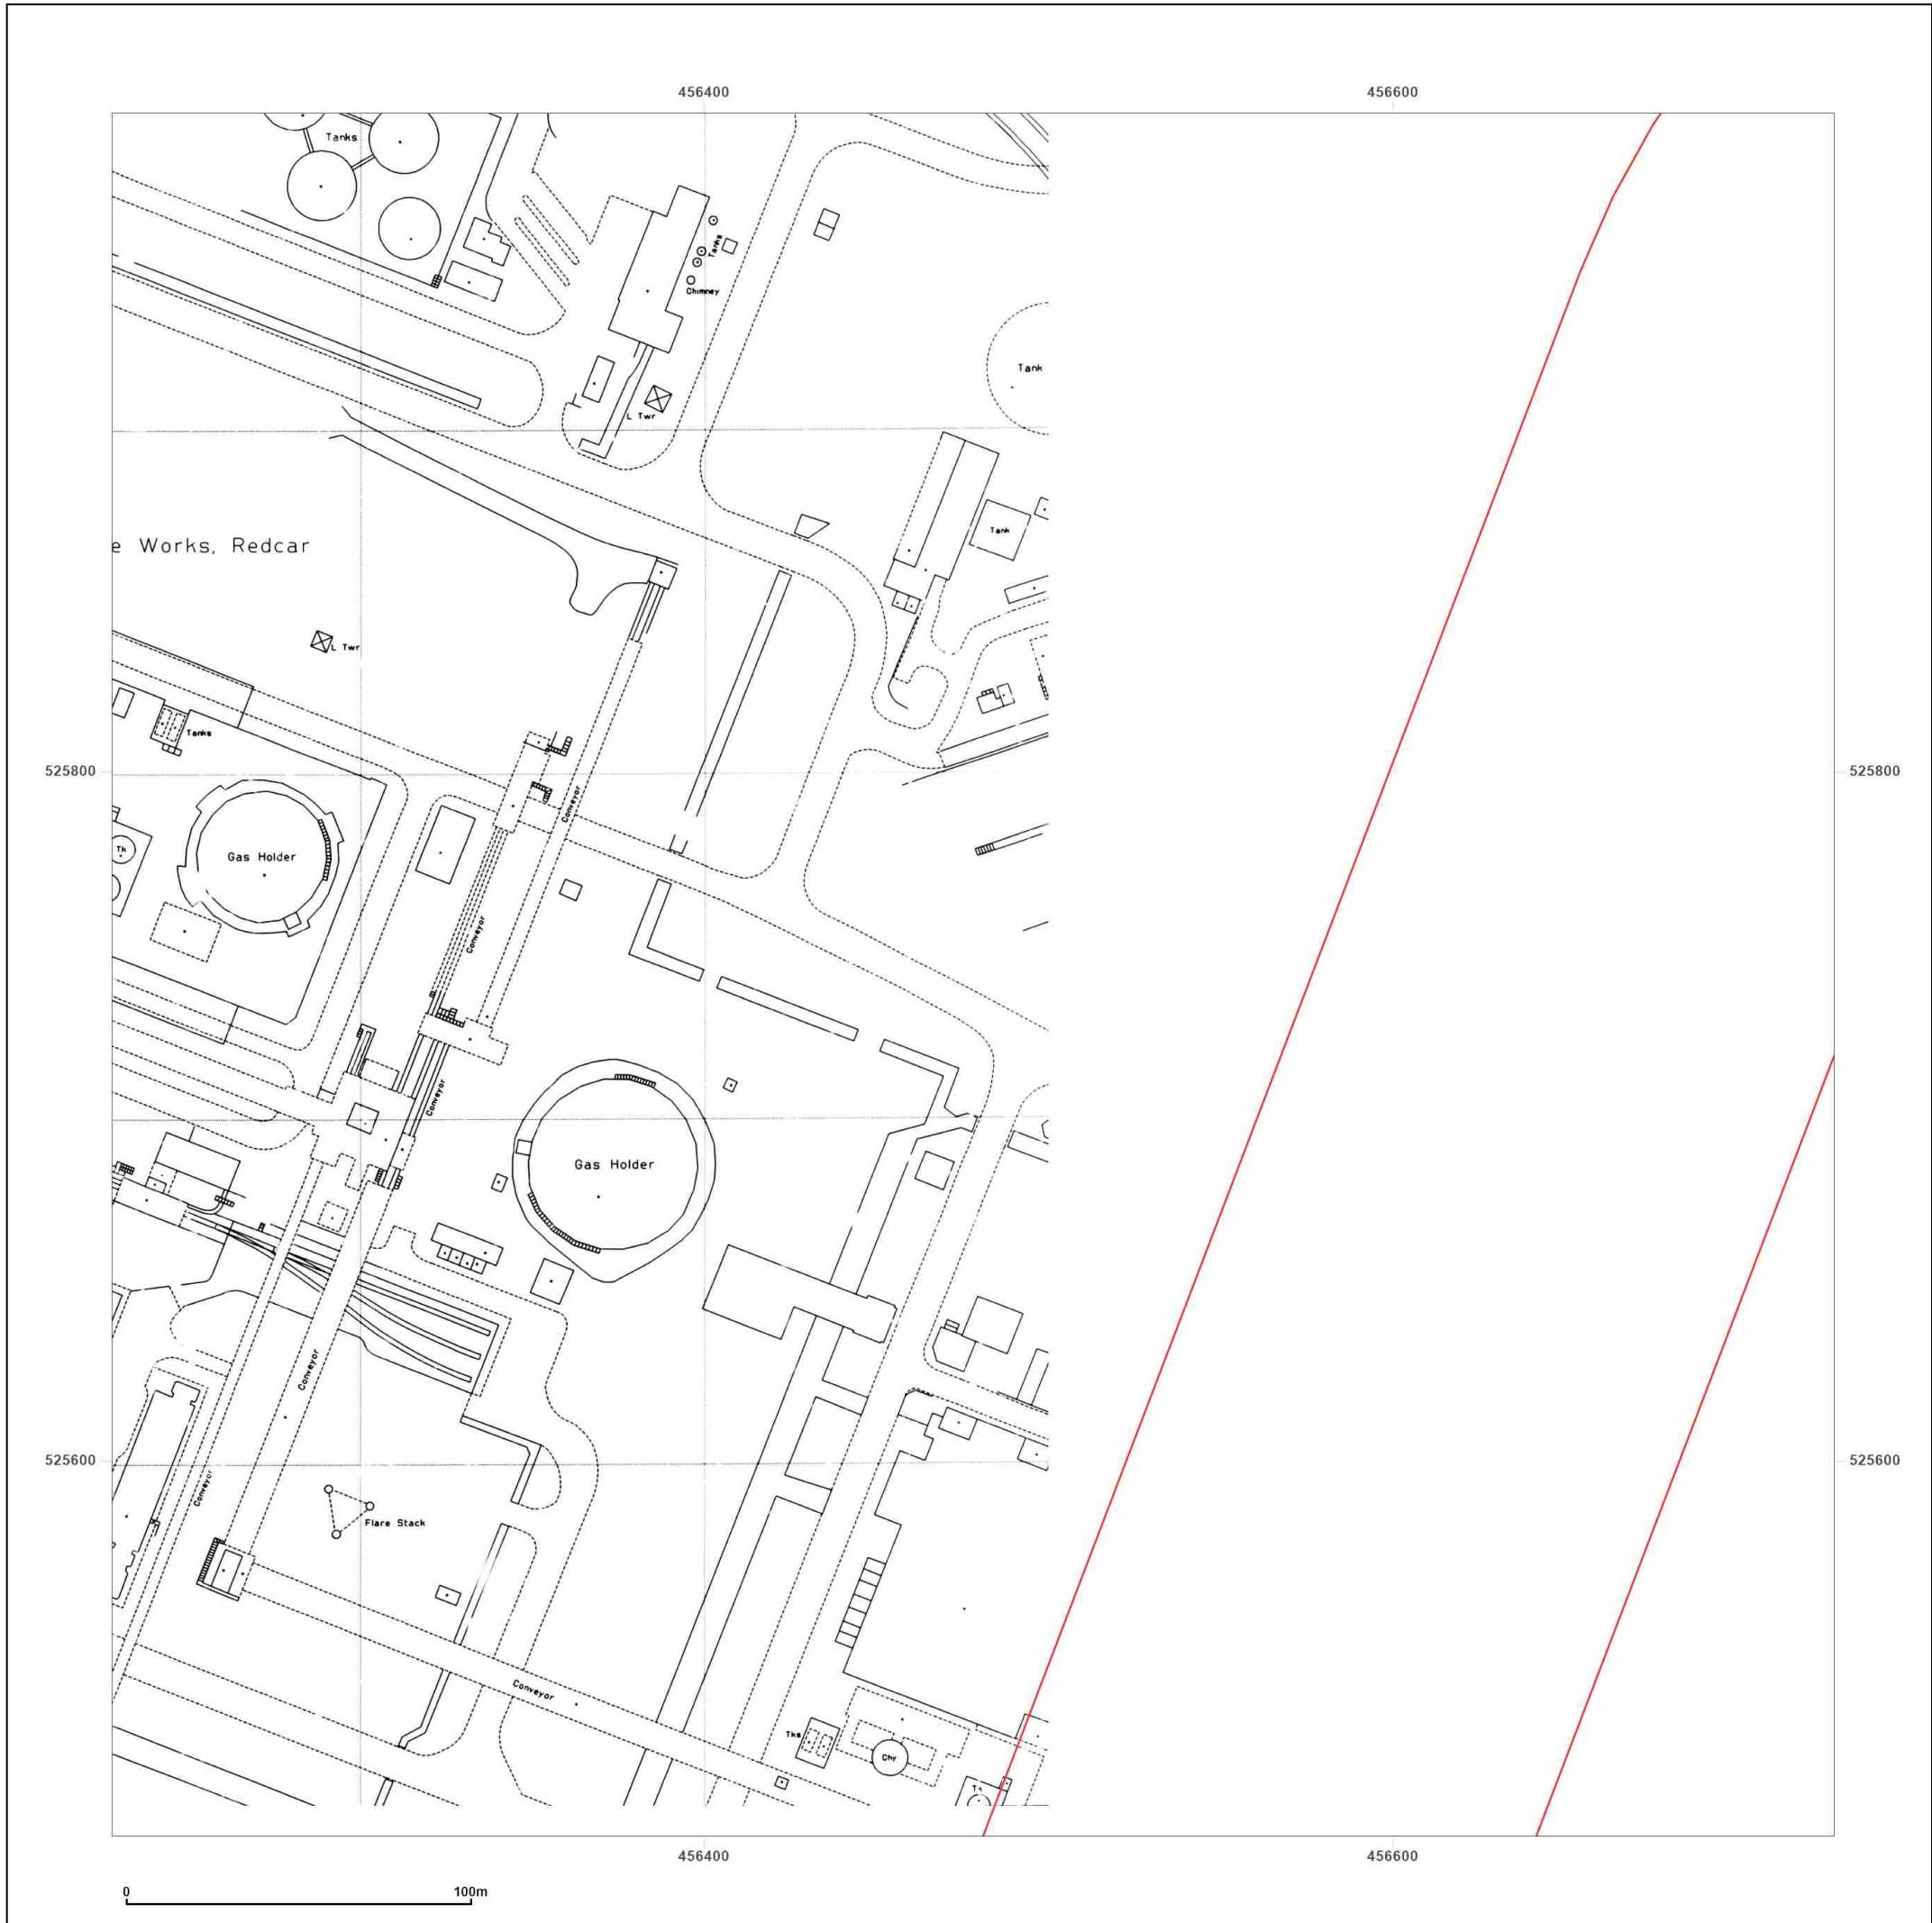 456400
456600
Tanks
Tanks
Chimney
L Twr
Tank
Tank
e Works, Redcar
L Twr
Tanks
525800
525800
Conveyor
Tk
Gas Holder
Conveyor
Conveyor
Gas Holder
Conveyor
525600
525600
Conveyor
Flare Stack
Conveyor
Tks
Chy
456400
456600
0
100m